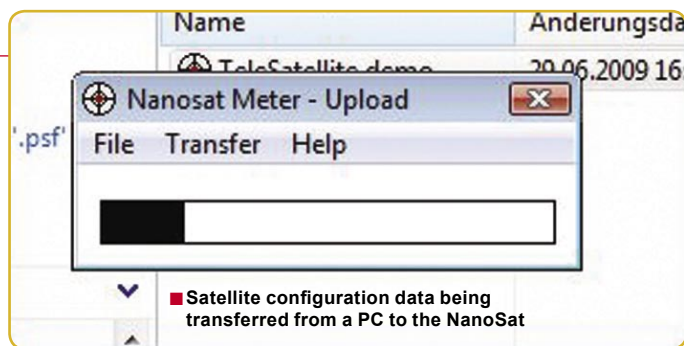 Name Änderungsda
TeleSatellite demo 29.06.2009 16:
Nanosat Meter - Upload
'.psf'
File Transfer Help
Satellite configuration data being
transferred from a PC to the NanoSat